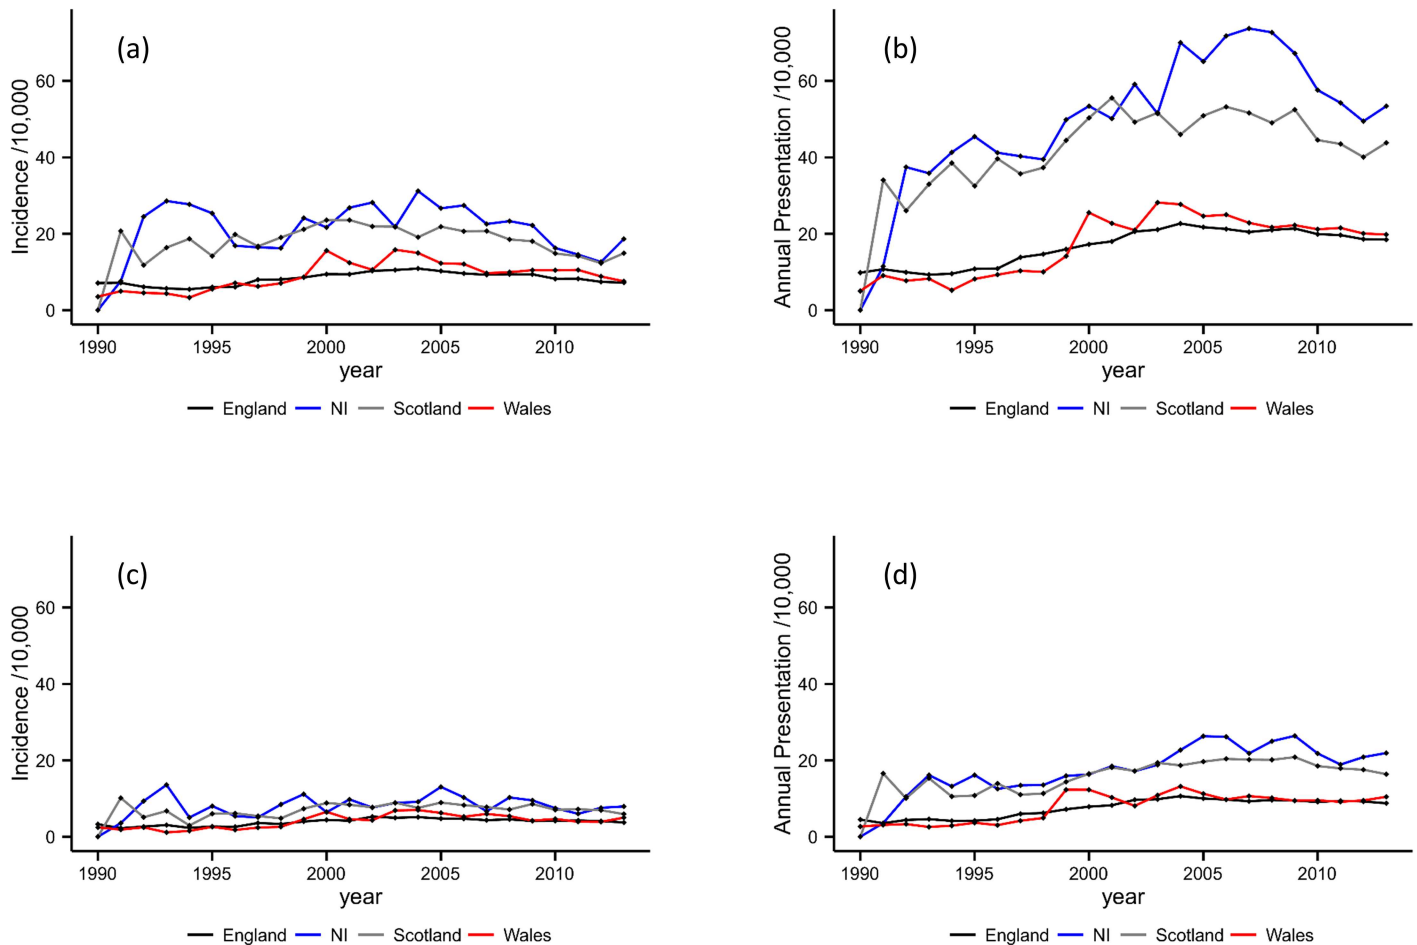 (a)
Incidence /10,000
60
40
20
0
1990 1995 2000 2005 2010
year
England NI Scotland Wales
(b)
Annual Presentation /10,000
60
40
20
0
1990 1995 2000 2005 2010
year
England NI Scotland Wales
(c)
Incidence /10,000
60
40
20
0
1990 1995 2000 2005 2010
year
England NI Scotland Wales
(d)
Annual Presentation /10,000
60
40
20
0
1990 1995 2000 2005 2010
year
England NI Scotland Wales